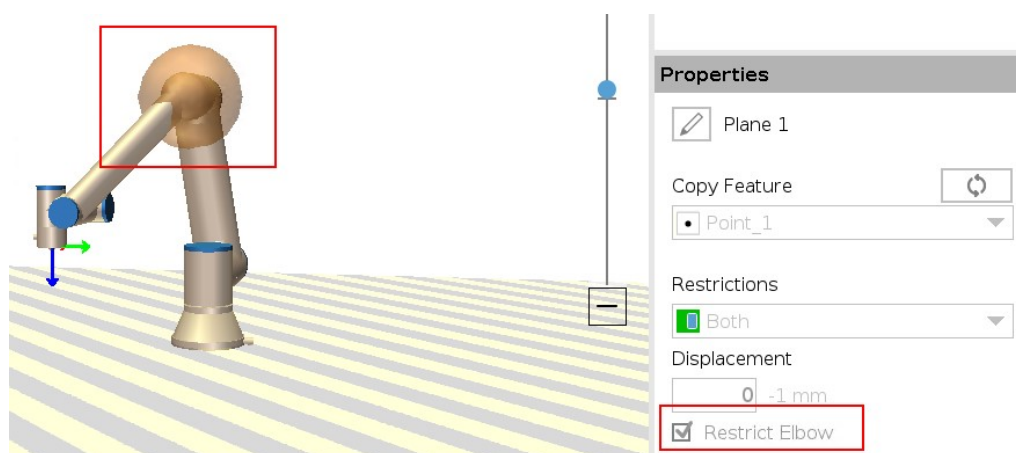 Properties
Plane 1
Copy Feature
Point_1
Restrictions
Both
Displacement
0 -1 mm
Restrict Elbow